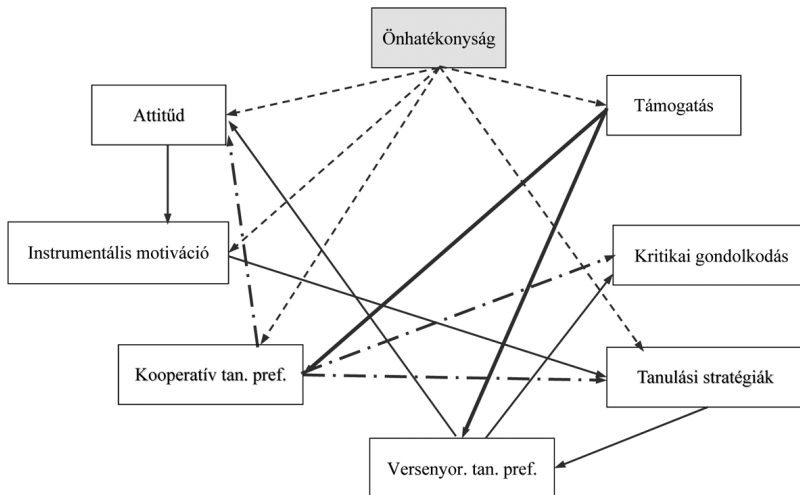 Önhatékonyság
Attitűd
Támogatás
Instrumentális motiváció
Kritikai gondolkodás
Kooperatív tan. pref.
Tanulási stratégiák
Versenyor. tan. pref.